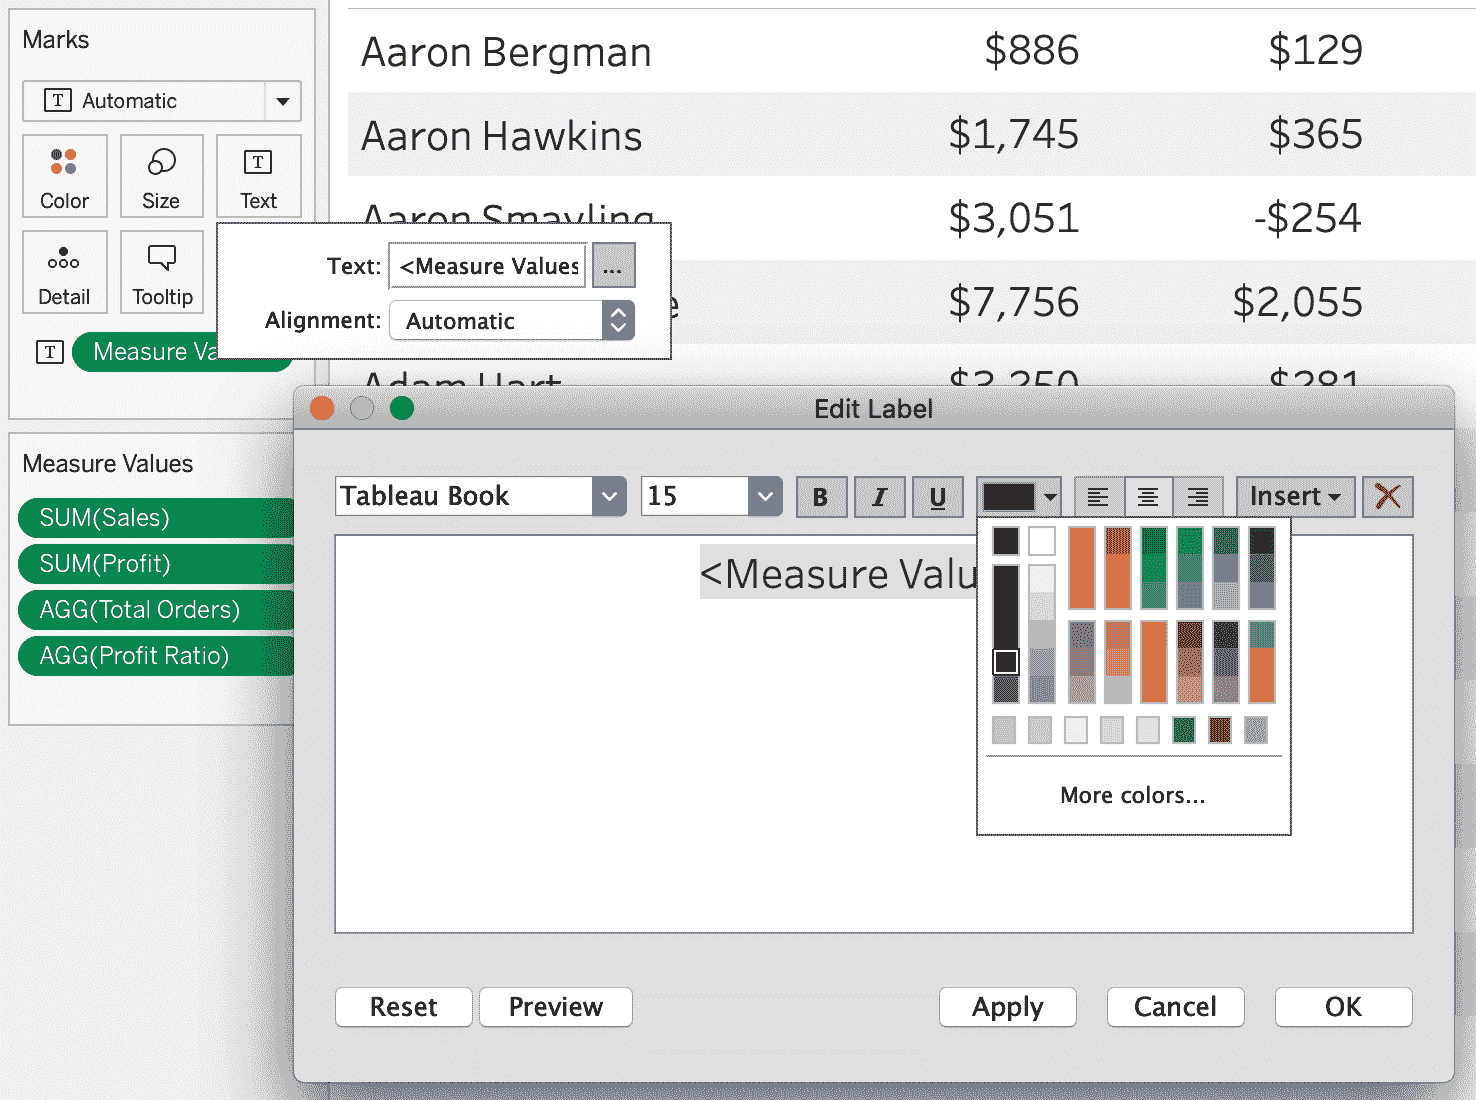 Marks
Automatic
Color
Size
Text
Detail
Tooltip
Measure Va
Text: <Measure Values ...
Alignment: Automatic
Measure Values
SUM(Sales)
SUM(Profit)
AGG(Total Orders)
AGG(Profit Ratio)
Aaron Bergman $886 $129
Aaron Hawkins $1,745 $365
Aaron Smayling $3,051 -$254
$7,756 $2,055
Adam Hart $3,250 $281
Edit Label
Tableau Book 15 B I U Insert
<Measure Valu
More colors...
Reset Preview Apply Cancel OK